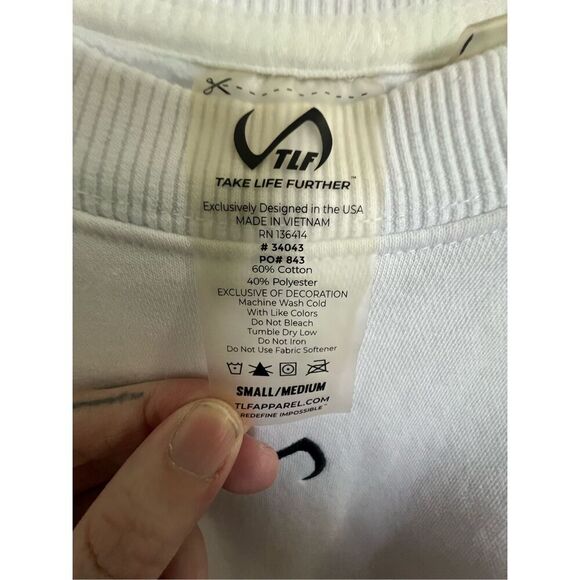 TLF
TAKE LIFE FURTHER™
Exclusively Designed in the USA
MADE IN VIETNAM
RN 136414
# 34043
PO# 843
60% Cotton
40% Polyester
EXCLUSIVE OF DECORATION
Machine Wash Cold
With Like Colors
Do Not Bleach
Tumble Dry Low
Do Not Iron
Do Not Use Fabric Softener
SMALL/MEDIUM
TLFAPPAREL.COM
REDEFINE IMPOSSIBLE™